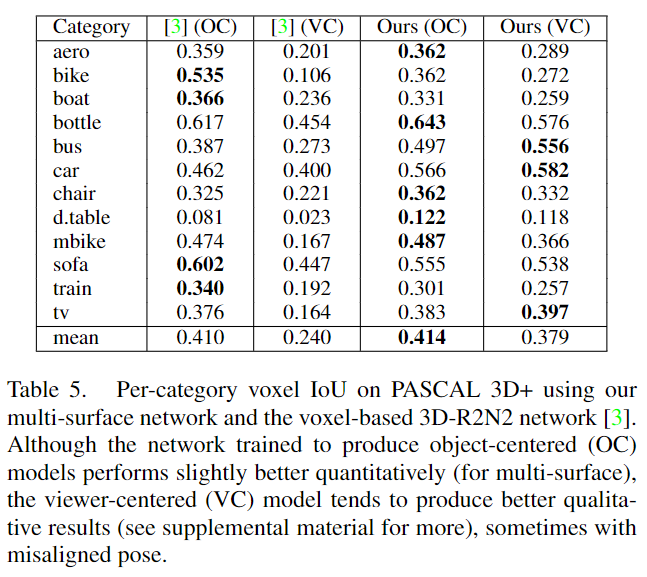 Category [3] (OC) [3] (VC) Ours (OC) Ours (VC)
aero 0.359 0.201 0.362 0.289
bike 0.535 0.106 0.362 0.272
boat 0.366 0.236 0.331 0.259
bottle 0.617 0.454 0.643 0.576
bus 0.387 0.273 0.497 0.556
car 0.462 0.400 0.566 0.582
chair 0.325 0.221 0.362 0.332
d.table 0.081 0.023 0.122 0.118
mbike 0.474 0.167 0.487 0.366
sofa 0.602 0.447 0.555 0.538
train 0.340 0.192 0.301 0.257
tv 0.376 0.164 0.383 0.397
mean 0.410 0.240 0.414 0.379
Table 5. Per-category voxel IoU on PASCAL 3D+ using our
multi-surface network and the voxel-based 3D-R2N2 network [3].
Although the network trained to produce object-centered (OC)
models performs slightly better quantitatively (for multi-surface),
the viewer-centered (VC) model tends to produce better qualita-
tive results (see supplemental material for more), sometimes with
misaligned pose.